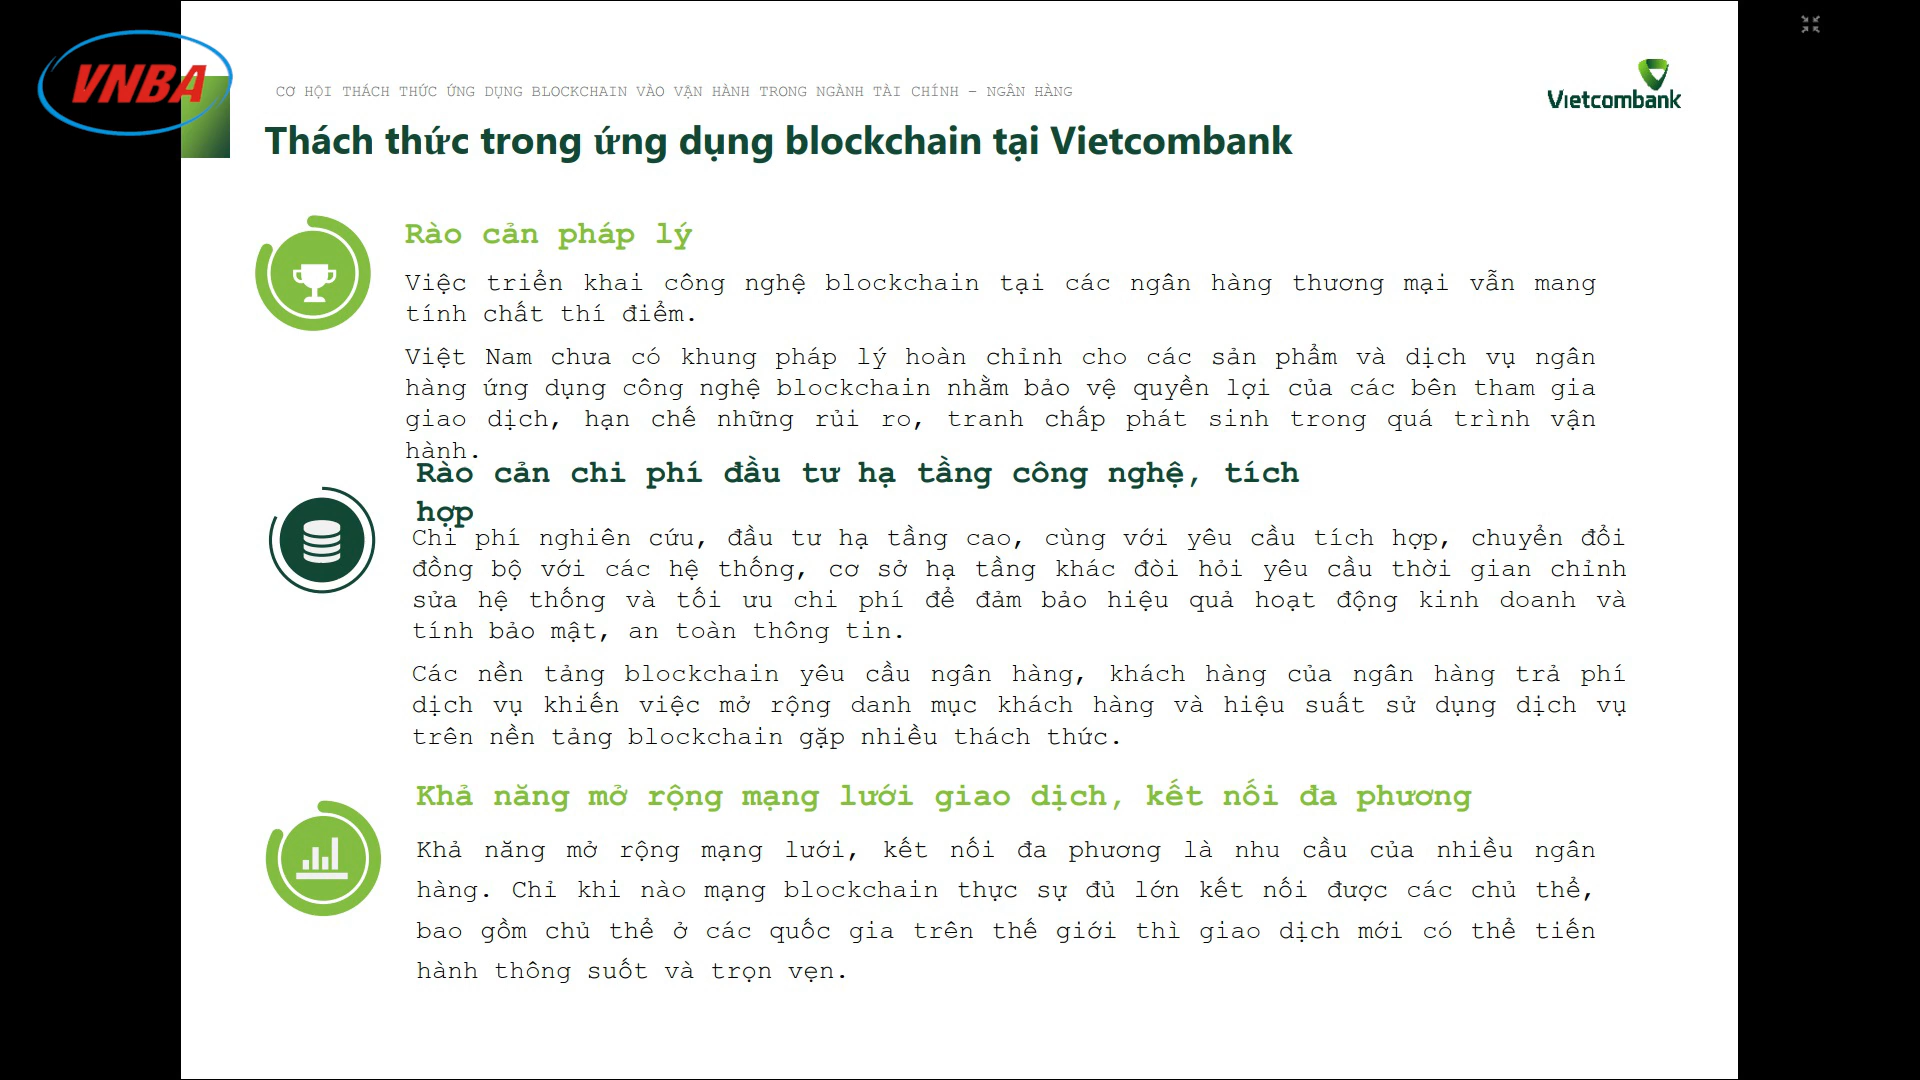 VNBA
CƠ HỘI THÁCH THỨC ỨNG DỤNG BLOCKCHAIN VÀO VẬN HÀNH TRONG NGÀNH TÀI CHÍNH – NGÂN HÀNG
Vietcombank
Thách thức trong ứng dụng blockchain tại Vietcombank
Rào cản pháp lý
Việc triển khai công nghệ blockchain tại các ngân hàng thương mại vẫn mang
tính chất thí điểm.
Việt Nam chưa có khung pháp lý hoàn chỉnh cho các sản phẩm và dịch vụ ngân
hàng ứng dụng công nghệ blockchain nhằm bảo vệ quyền lợi của các bên tham gia
giao dịch, hạn chế những rủi ro, tranh chấp phát sinh trong quá trình vận
hành.
Rào cản chi phí đầu tư hạ tầng công nghệ, tích
hợp
Chi phí nghiên cứu, đầu tư hạ tầng cao, cùng với yêu cầu tích hợp, chuyển đổi
đồng bộ với các hệ thống, cơ sở hạ tầng khác đòi hỏi yêu cầu thời gian chỉnh
sửa hệ thống và tối ưu chi phí để đảm bảo hiệu quả hoạt động kinh doanh và
tính bảo mật, an toàn thông tin.
Các nền tảng blockchain yêu cầu ngân hàng, khách hàng của ngân hàng trả phí
dịch vụ khiến việc mở rộng danh mục khách hàng và hiệu suất sử dụng dịch vụ
trên nền tảng blockchain gặp nhiều thách thức.
Khả năng mở rộng mạng lưới giao dịch, kết nối đa phương
Khả năng mở rộng mạng lưới, kết nối đa phương là nhu cầu của nhiều ngân
hàng. Chỉ khi nào mạng blockchain thực sự đủ lớn kết nối được các chủ thể,
bao gồm chủ thể ở các quốc gia trên thế giới thì giao dịch mới có thể tiến
hành thông suốt và trọn vẹn.